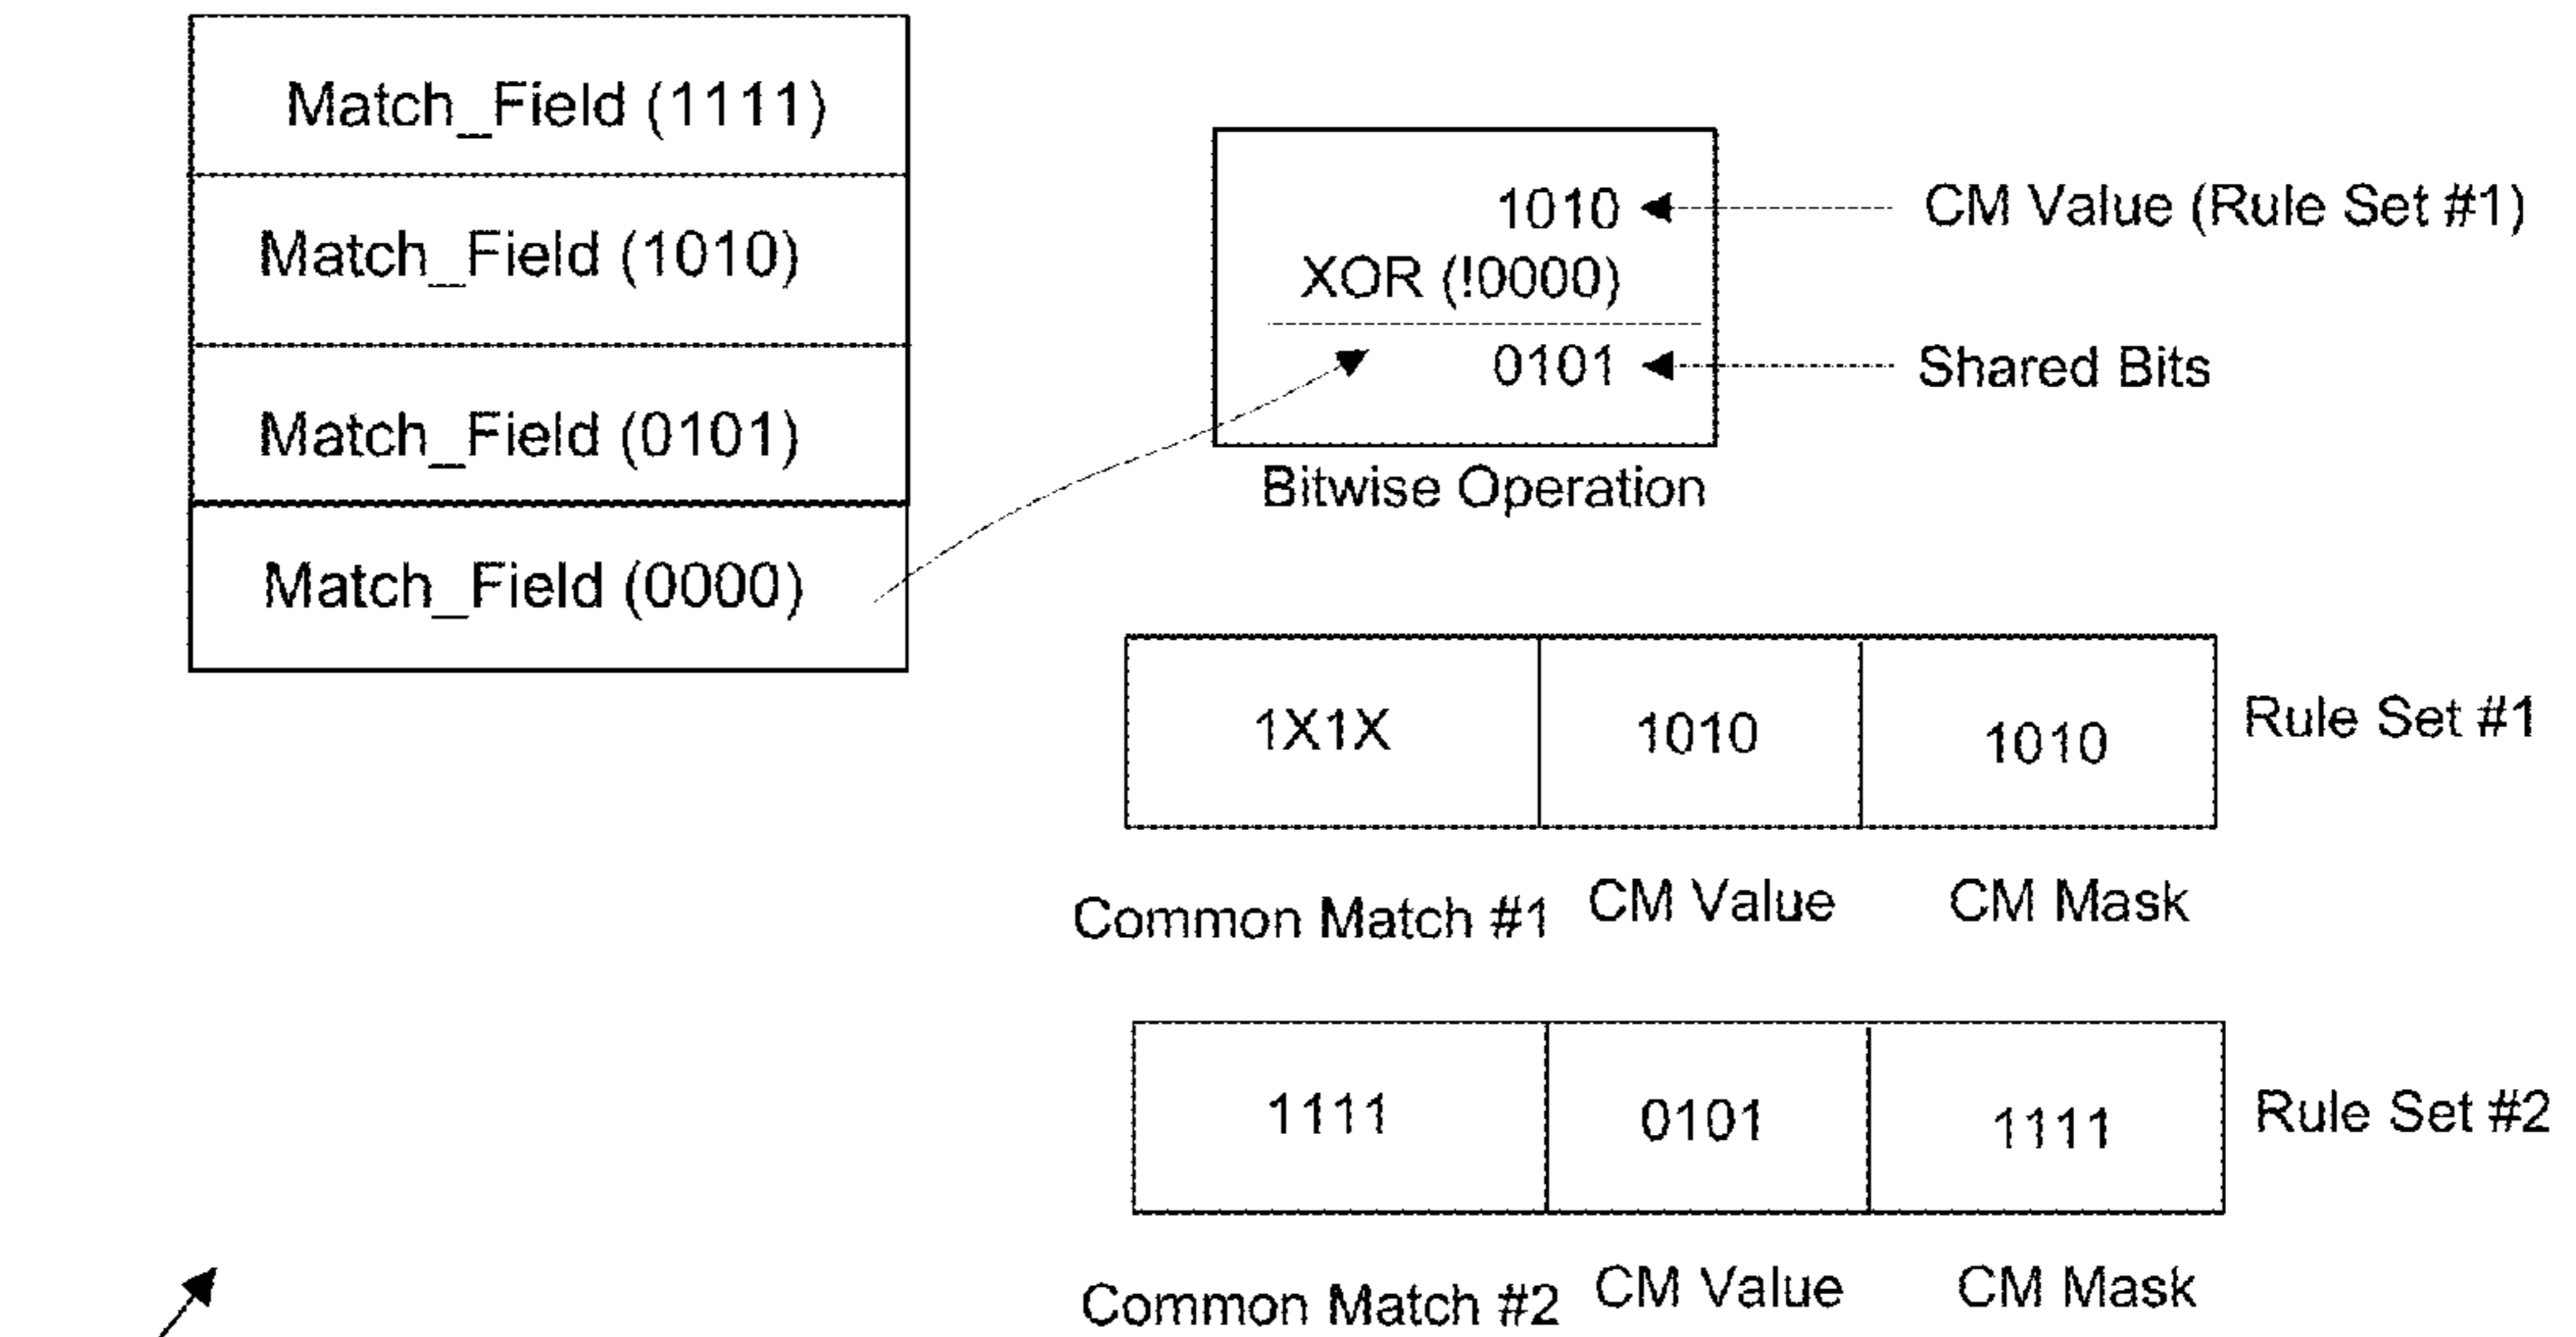 Match_Field (1111)
Match_Field (1010)
Match_Field (0101)
Match_Field (0000)
1010
XOR (!0000)
0101
CM Value (Rule Set #1)
Shared Bits
Bitwise Operation
1X1X
1010
1010
Rule Set #1
Common Match #1
CM Value
CM Mask
1111
0101
1111
Rule Set #2
Common Match #2
CM Value
CM Mask